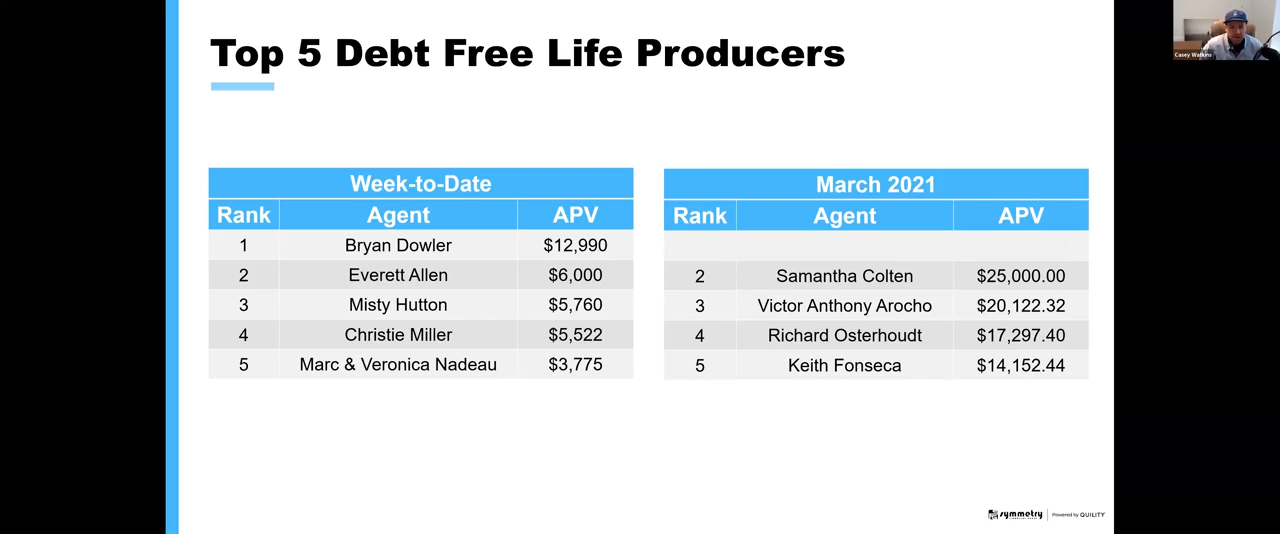 Top 5 Debt Free Life Producers
Casey Watkins
Week-to-Date
Rank Agent APV
1 Bryan Dowler $12,990
2 Everett Allen $6,000
3 Misty Hutton $5,760
4 Christie Miller $5,522
5 Marc & Veronica Nadeau $3,775
March 2021
Rank Agent APV
2 Samantha Colten $25,000.00
3 Victor Anthony Arocho $20,122.32
4 Richard Osterhoudt $17,297.40
5 Keith Fonseca $14,152.44
symmetry
Powered by QUILITY